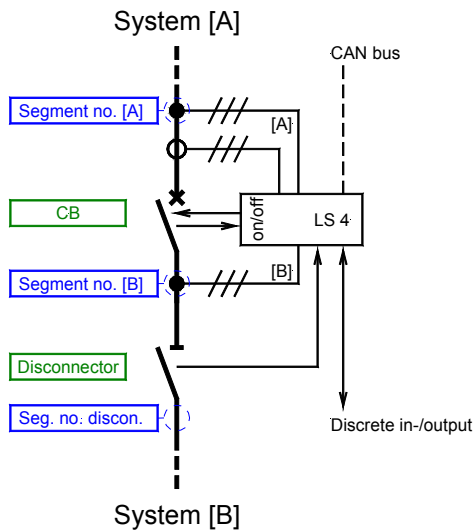 System [A]
CAN bus
Segment no. [A]
[A]
CB
on/off
LS 4
Segment no. [B]
[B]
Disconnector
Seg. no: discon.
Discrete in-/output
System [B]